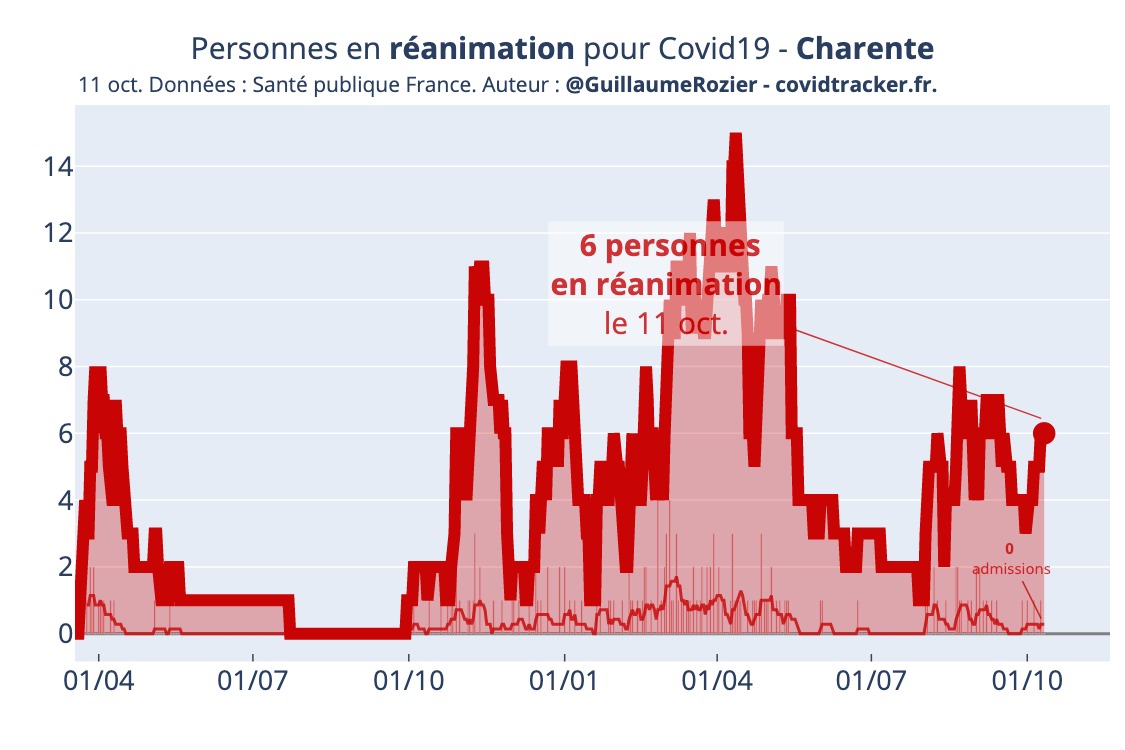 Personnes en réanimation pour Covid19 - Charente
11 oct. Données : Santé publique France. Auteur : @GuillaumeRozier - covidtracker.fr.
14
12
10
8
6
4
2
0
6 personnes
en réanimation
le 11 oct.
0
admissions
01/04
01/07
01/10
01/01
01/04
01/07
01/10